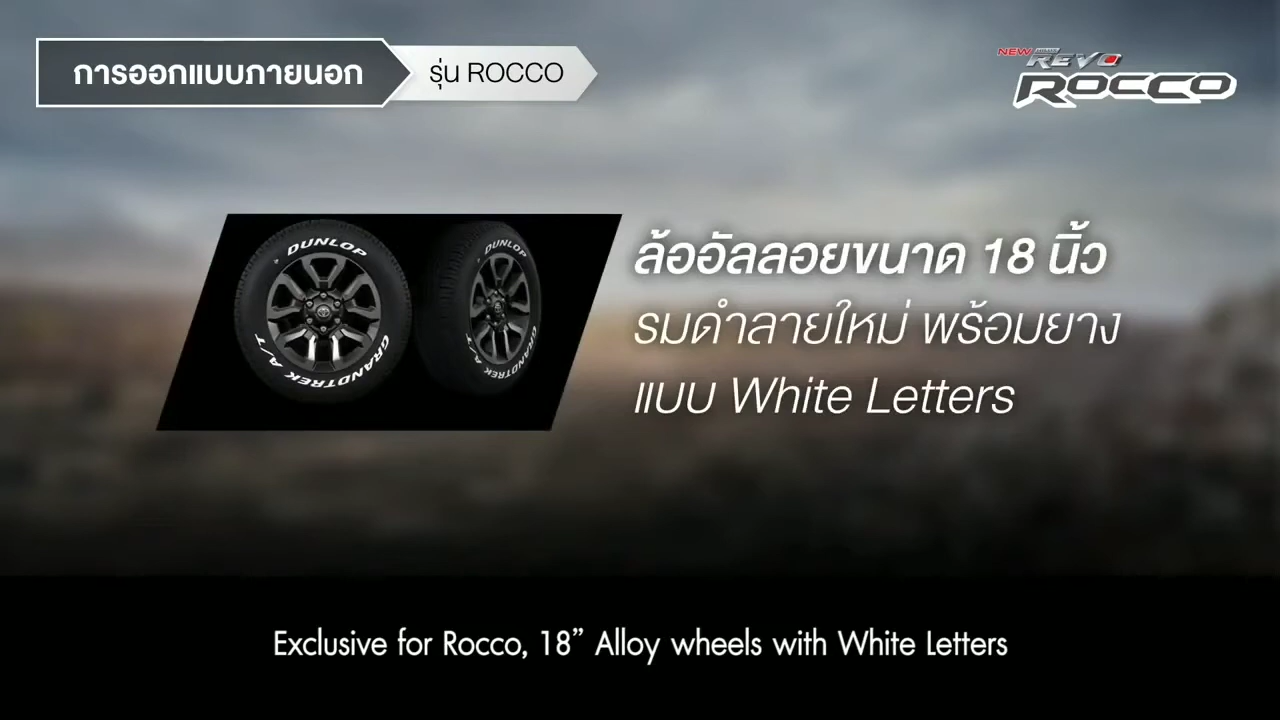 การออกแบบภายนอก
รุ่น ROCCO
NEW REVO
ROCCO
DUNLOP
GRANDTREK A/T
DUNLOP
GRANDTREK A/T
ล้ออัลลอยขนาด 18 นิ้ว
รมดำลายใหม่ พร้อมยาง
แบบ White Letters
Exclusive for Rocco, 18” Alloy wheels with White Letters